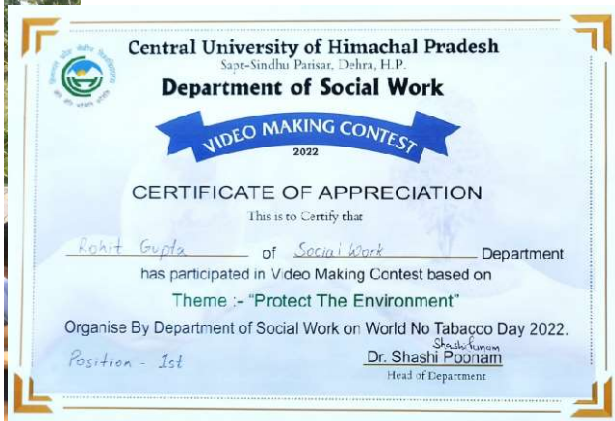 Central University of Himachal Pradesh
Sapt-Sindhu Parisar, Dehra, H.P.
Department of Social Work
VIDEO MAKING CONTEST
2022
CERTIFICATE OF APPRECIATION
This is to Certify that
Rohit Gupta of Social Work Department
has participated in Video Making Contest based on
Theme :- "Protect The Environment"
Organise By Department of Social Work on World No Tabacco Day 2022.
Position - 1st
Dr. Shashi Poonam
Head of Department